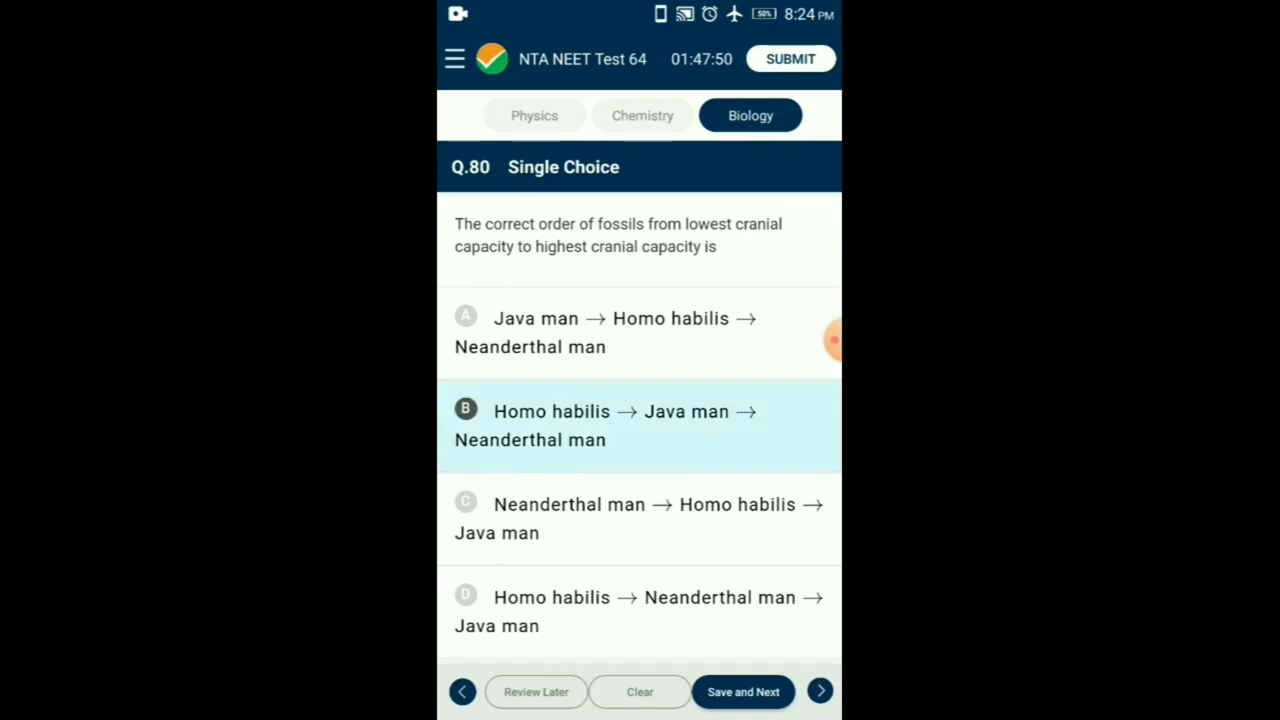 50% 8:24 PM
NTA NEET Test 64 01:47:50 SUBMIT
Physics Chemistry Biology
Q.80 Single Choice
The correct order of fossils from lowest cranial
capacity to highest cranial capacity is
A Java man → Homo habilis →
Neanderthal man
B Homo habilis → Java man →
Neanderthal man
C Neanderthal man → Homo habilis →
Java man
D Homo habilis → Neanderthal man →
Java man
Review Later Clear Save and Next